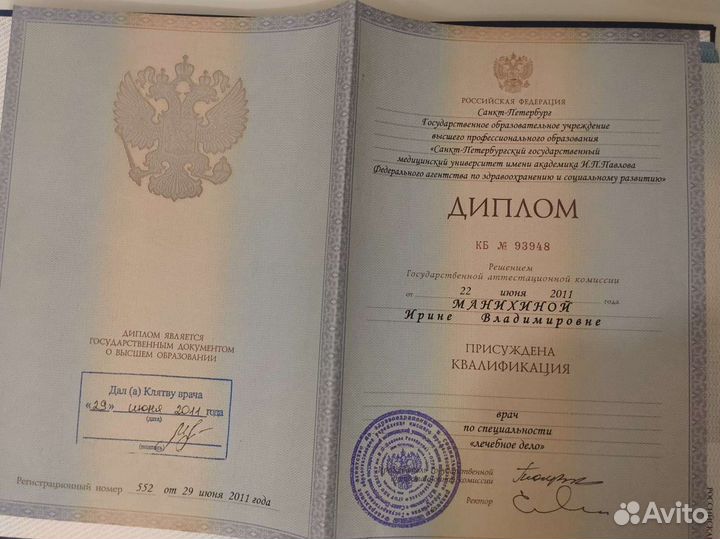 ДИПЛОМ ЯВЛЯЕТСЯ
ГОСУДАРСТВЕННЫМ ДОКУМЕНТОМ
О ВЫСШЕМ ОБРАЗОВАНИИ
Дал (а) Клятву врача
«29» июня 2011 года
(дата)
(подпись)
Регистрационный номер 552 от 29 июня 2011 года
РОССИЙСКАЯ ФЕДЕРАЦИЯ
Санкт-Петербург
Государственное образовательное учреждение
высшего профессионального образования
«Санкт-Петербургский государственный
медицинский университет имени академика И.П.Павлова
Федерального агентства по здравоохранению и социальному развитию»
ДИПЛОМ
КБ № 93948
Решением
Государственной аттестационной комиссии
от 22 июня 2011 года
МАНИХИНОЙ
Ирине Владимировне
ПРИСУЖДЕНА
КВАЛИФИКАЦИЯ
врач
по специальности
«лечебное дело»
Государственной
комиссии
Ректор
Avito